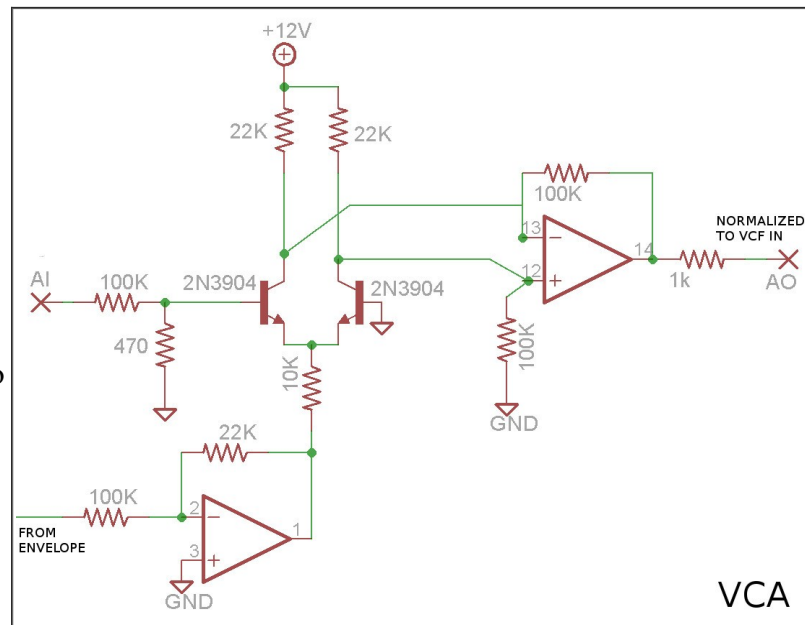 +12V
22K
22K
100K
NORMALIZED
TO VCF IN
13
14
12
1k
AO
AI
100K
2N3904
2N3904
470
10K
100K
GND
22K
100K
2
1
3
FROM
ENVELOPE
GND
VCA